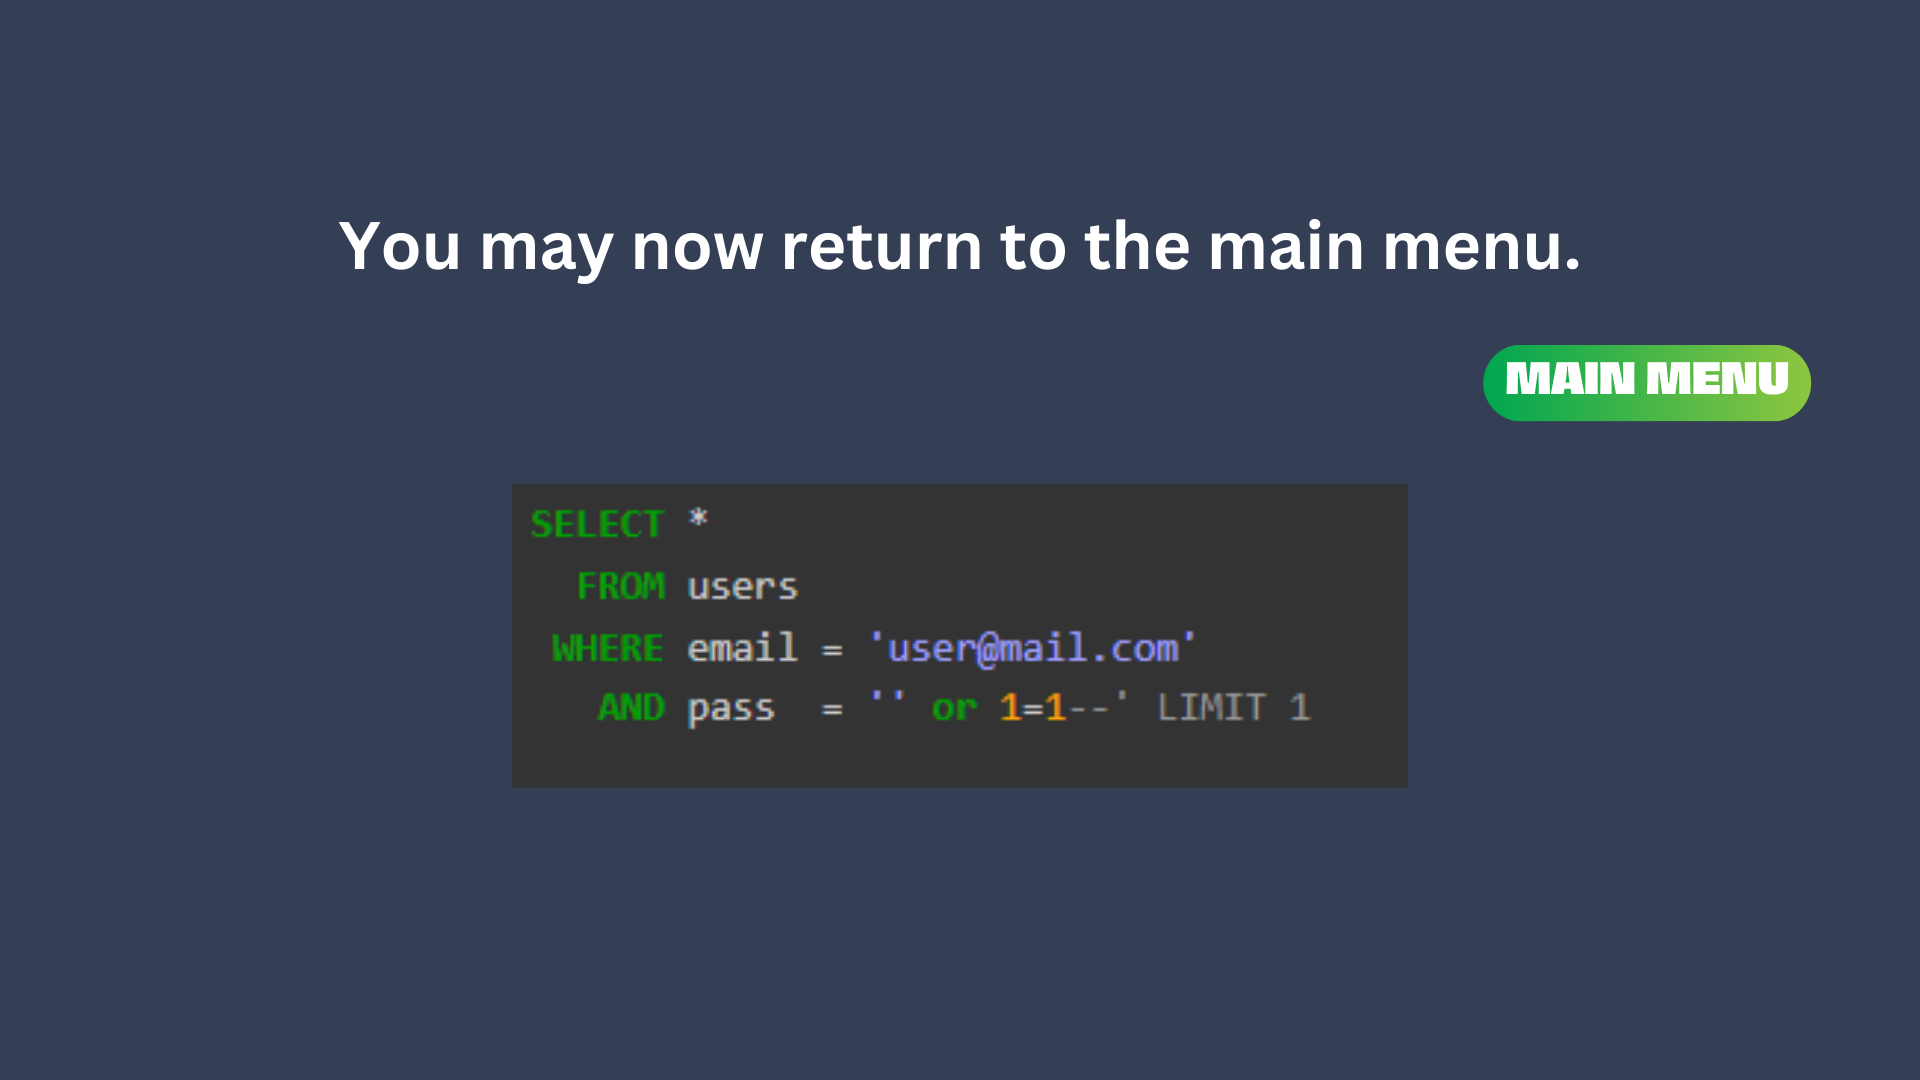 You may now return to the main menu.
MAIN MENU
SELECT *
FROM users
WHERE email = 'user@mail.com'
AND pass  = '' or 1=1--' LIMIT 1